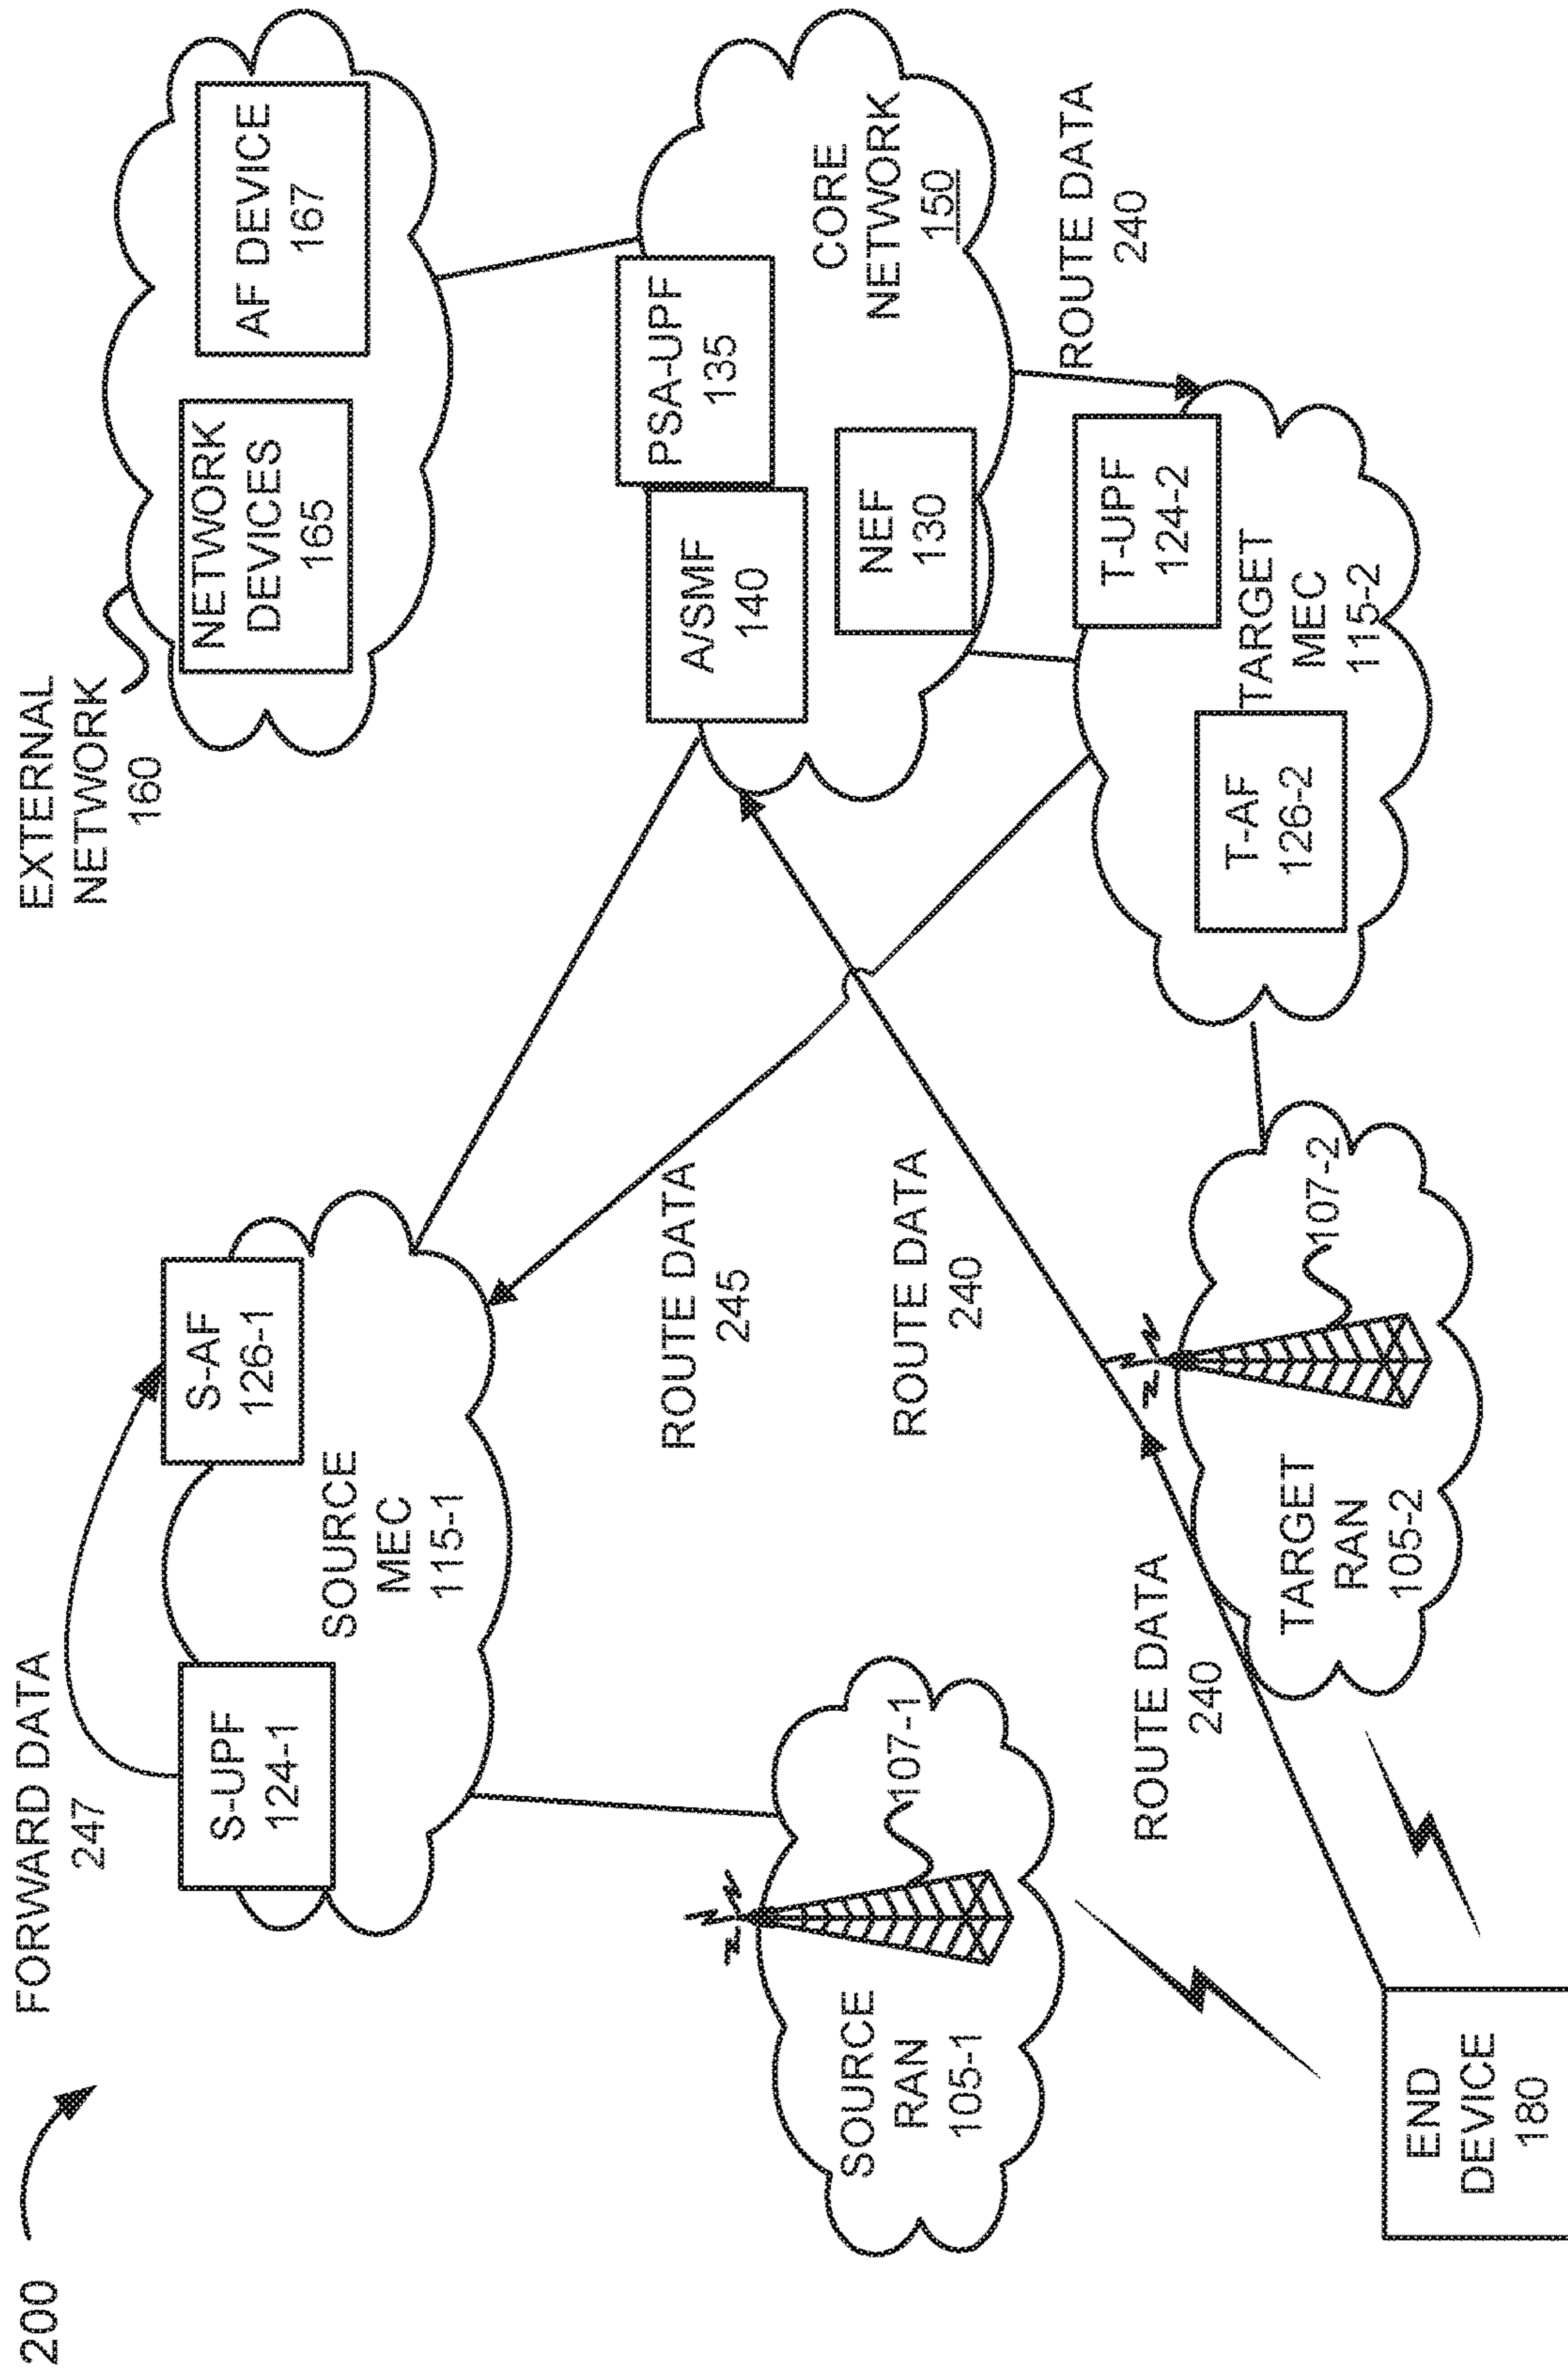 200
FORWARD DATA
247
EXTERNAL
NETWORK
160
S-UPF
124-1
S-AF
126-1
SOURCE
MEC
115-1
NETWORK
DEVICES
165
AF DEVICE
167
ROUTE DATA
245
A/SMF
140
PSA-UPF
135
NEF
130
CORE
NETWORK
150
SOURCE
RAN
105-1
107-1
ROUTE DATA
240
ROUTE DATA
240
ROUTE DATA
240
T-UPF
124-2
T-AF
126-2
TARGET
MEC
115-2
TARGET
RAN
105-2
107-2
END
DEVICE
180